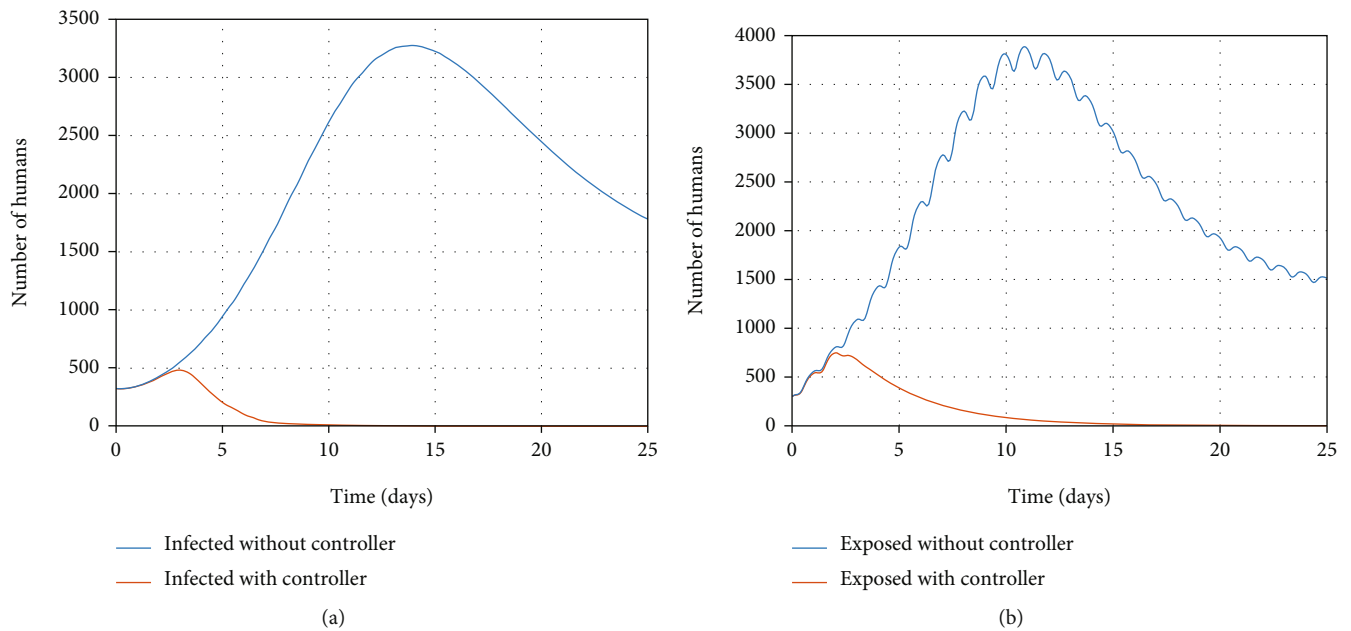 3500
3000
2500
2000
1500
1000
500
0
Number of humans
0 5 10 15 20 25
Time (days)
Infected without controller
Infected with controller
(a)
4000
3500
3000
2500
2000
1500
1000
500
0
Number of humans
0 5 10 15 20 25
Time (days)
Exposed without controller
Exposed with controller
(b)